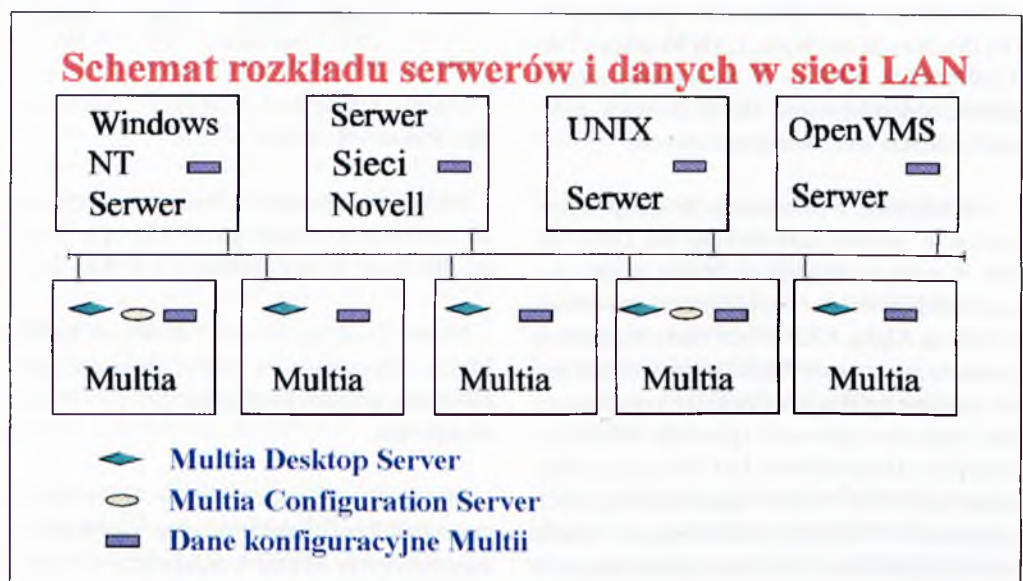 Schemat rozkładu serwerów i danych w sieci LAN
Windows
NT
Serwer
Serwer
Sieci
Novell
UNIX
Serwer
OpenVMS
Serwer
Multia
Multia
Multia
Multia
Multia
Multia Desktop Server
Multia Configuration Server
Dane konfiguracyjne Multii